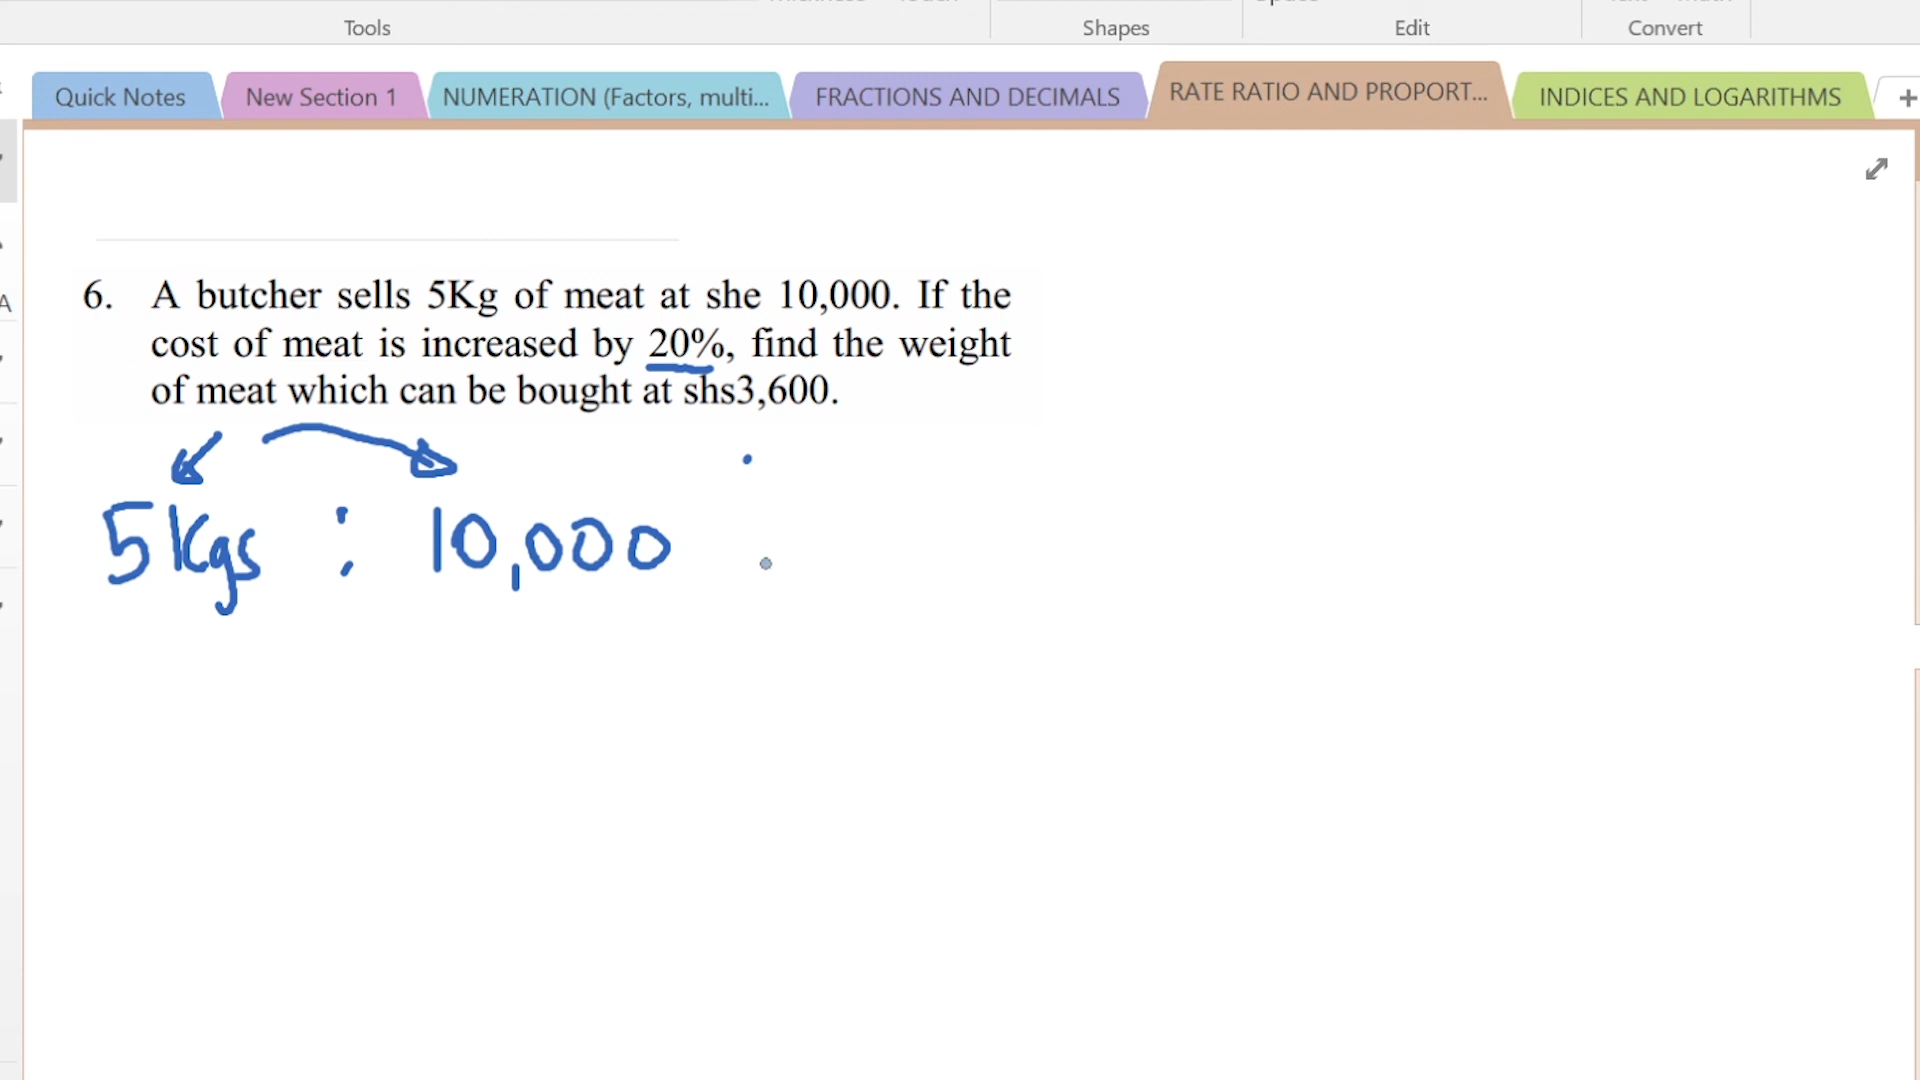 Tools Shapes Edit Convert
Quick Notes New Section 1 NUMERATION (Factors, multi... FRACTIONS AND DECIMALS RATE RATIO AND PROPORT... INDICES AND LOGARITHMS +
6. A butcher sells 5Kg of meat at she 10,000. If the
cost of meat is increased by 20%, find the weight
of meat which can be bought at shs3,600.
5Kgs : 10,000